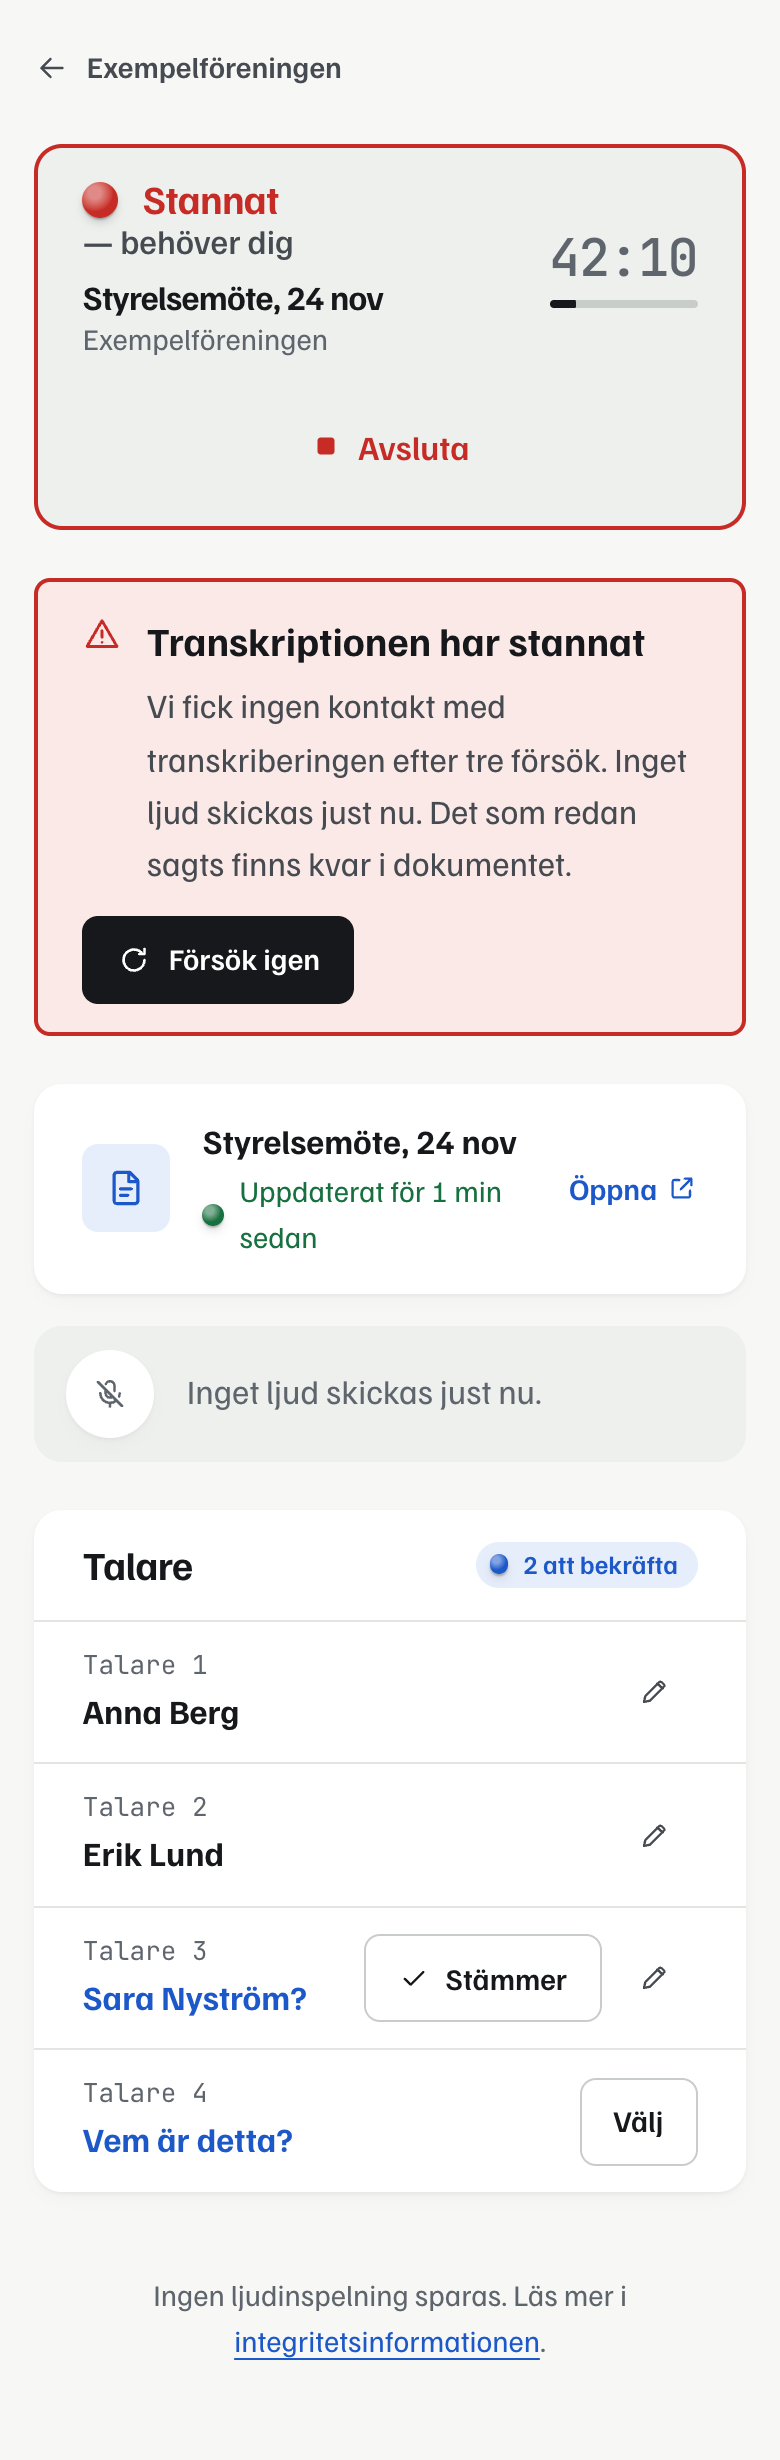 Exempelföreningen
Stannat
— behöver dig
Styrelsemöte, 24 nov
Exempelföreningen
42:10
Avsluta
Transkriptionen har stannat
Vi fick ingen kontakt med
transkriberingen efter tre försök. Inget
ljud skickas just nu. Det som redan
sagts finns kvar i dokumentet.
Försök igen
Styrelsemöte, 24 nov
Uppdaterat för 1 min
sedan
Öppna
Inget ljud skickas just nu.
Talare
2 att bekräfta
Talare 1
Anna Berg
Talare 2
Erik Lund
Talare 3
Sara Nyström?
Stämmer
Talare 4
Vem är detta?
Välj
Ingen ljudinspelning sparas. Läs mer i
integritetsinformationen.